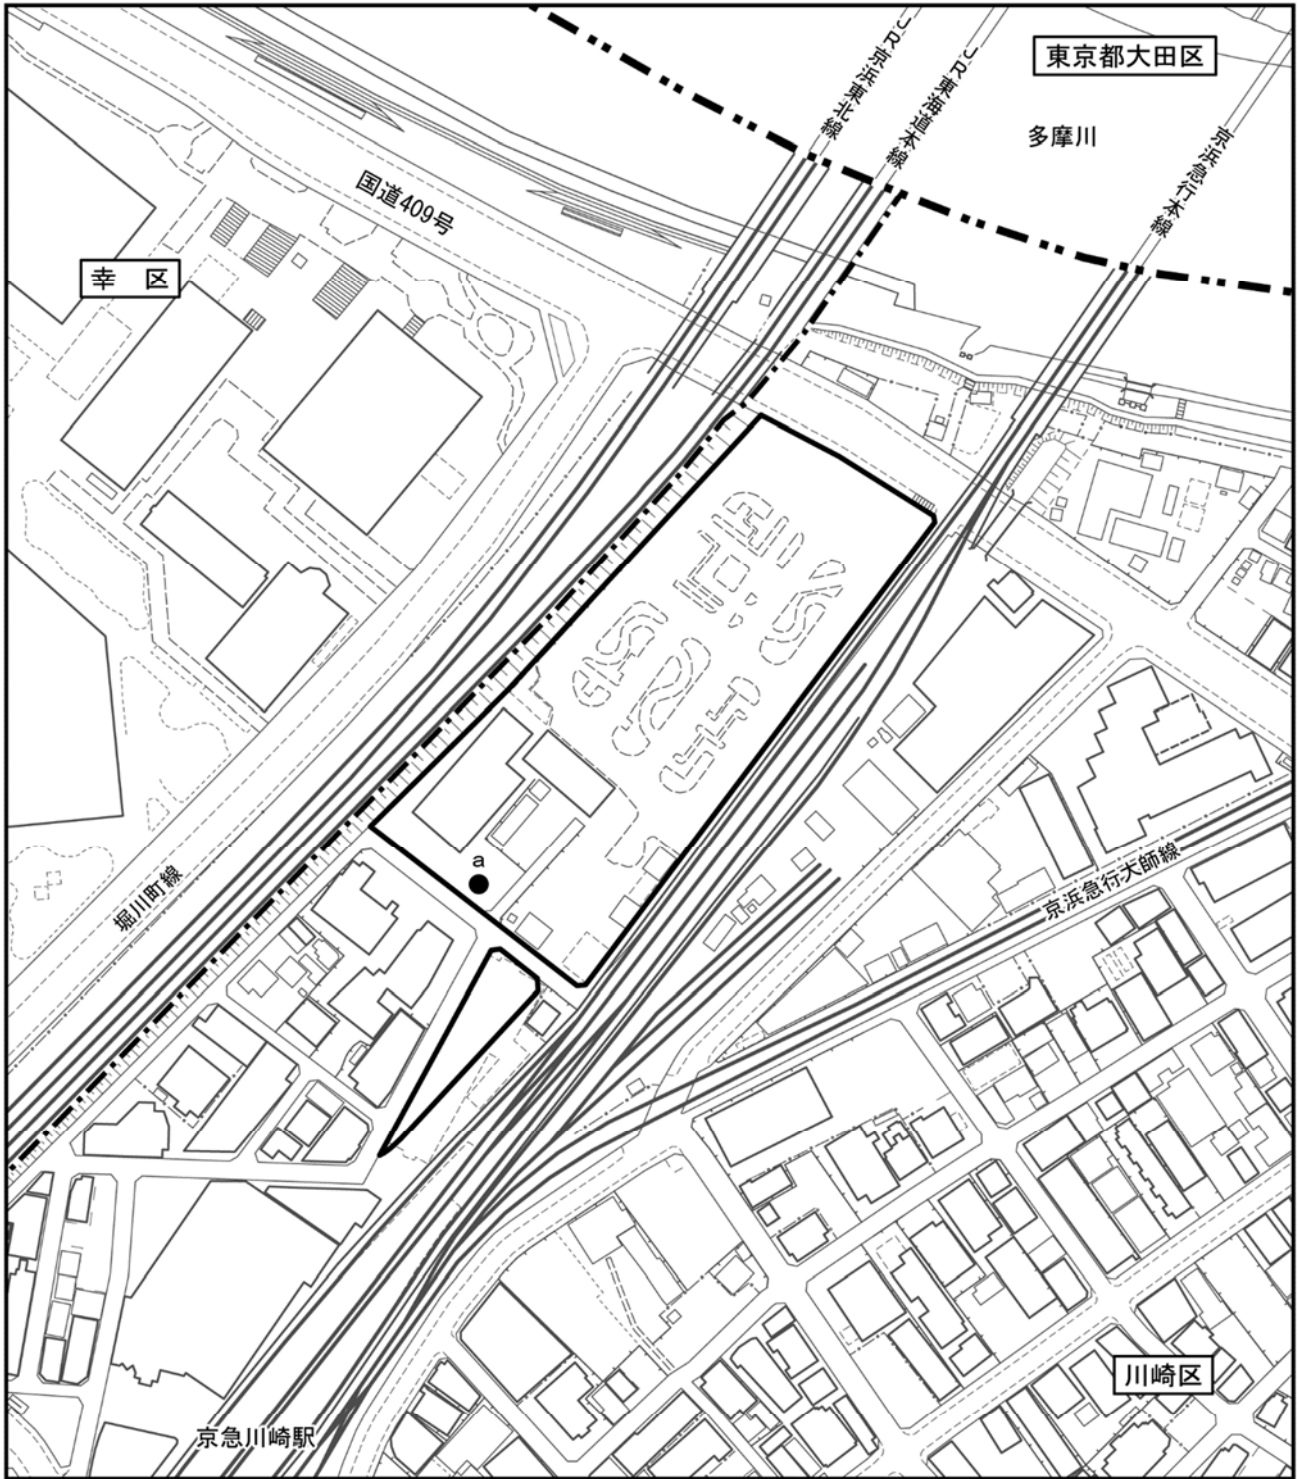 JR京浜東北線
JR東海道本線
東京都大田区
多摩川
京浜急行本線
国道409号
幸 区
a
堀川町線
京浜急行大師線
川崎区
京急川崎駅